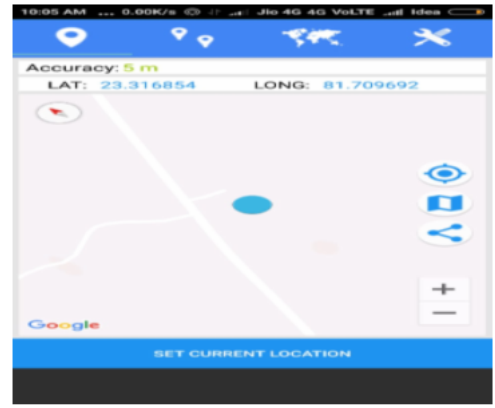 10:05 AM ... 0.00K/s Jio 4G 4G VoLTE Idea
Accuracy: 5 m
LAT: 23.316854 LONG: 81.709692
Google
SET CURRENT LOCATION